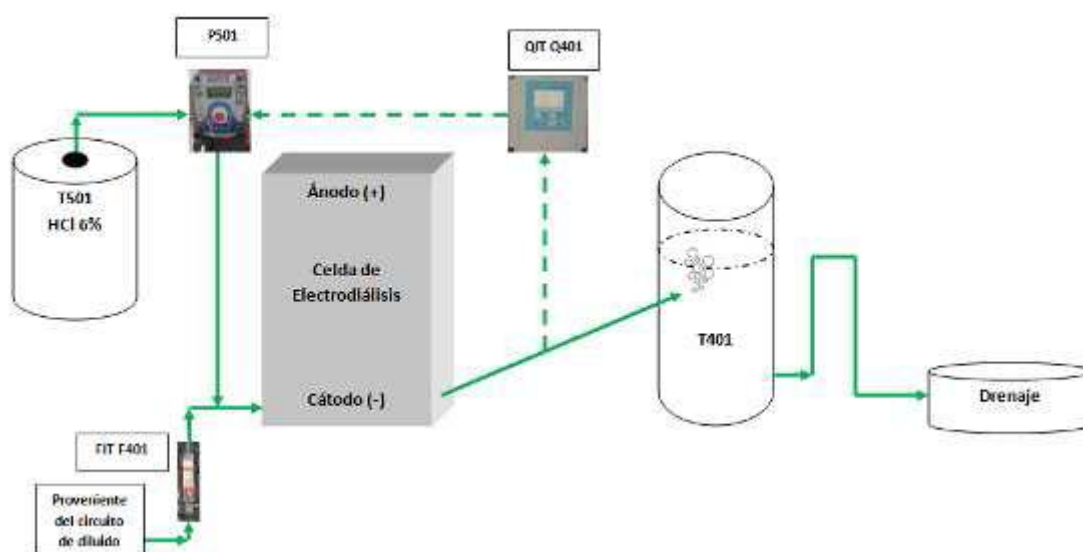 P501
QIT Q401
T501
HCl 6%
Ánodo (+)
Celda de
Electrodiálisis
Cátodo (-)
T401
Drenaje
FIT F401
Proveniente
del circuito
de diluido